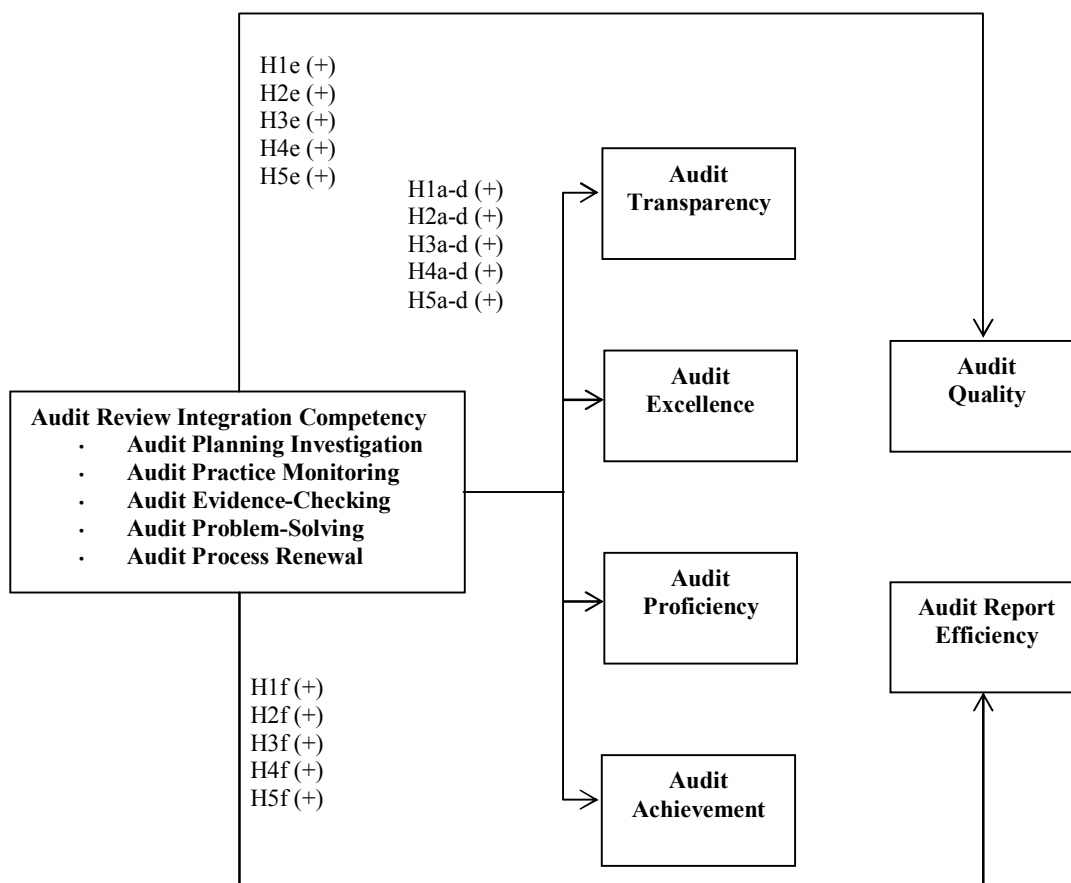 H1e (+)
H2e (+)
H3e (+)
H4e (+)
H5e (+)
H1a-d (+)
H2a-d (+)
H3a-d (+)
H4a-d (+)
H5a-d (+)
Audit
Transparency
Audit
Excellence
Audit
Quality
Audit Review Integration Competency
· Audit Planning Investigation
· Audit Practice Monitoring
· Audit Evidence-Checking
· Audit Problem-Solving
· Audit Process Renewal
Audit
Proficiency
Audit Report
Efficiency
H1f (+)
H2f (+)
H3f (+)
H4f (+)
H5f (+)
Audit
Achievement